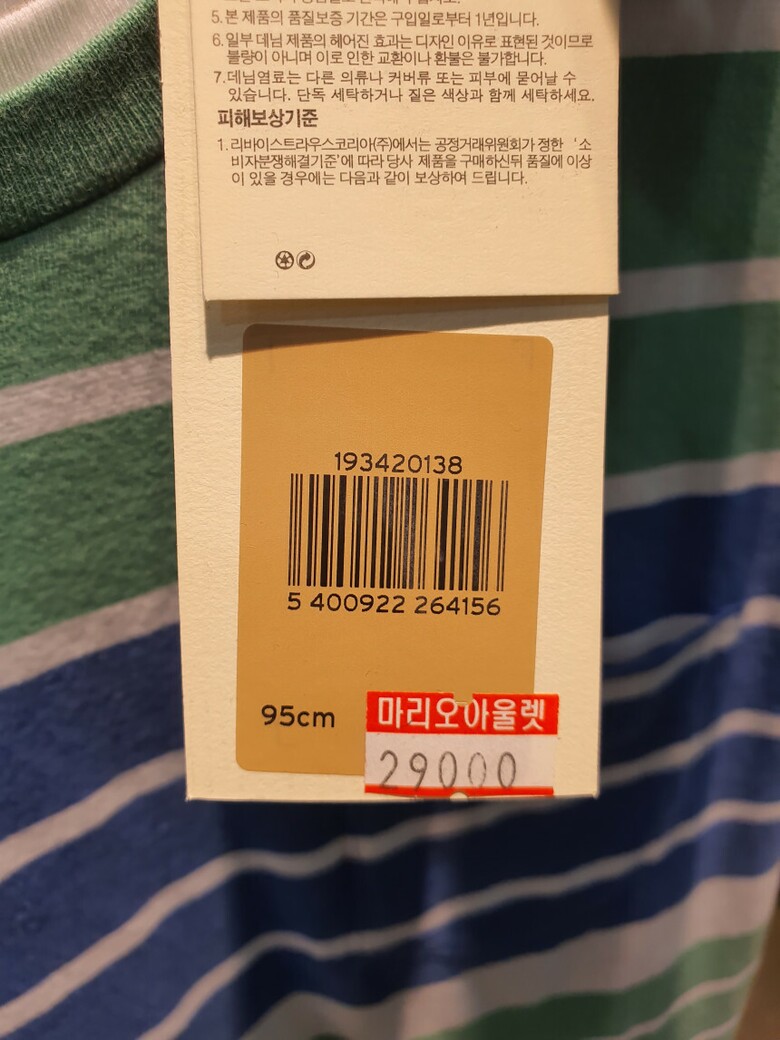 5. 본 제품의 품질보증 기간은 구입일로부터 1년입니다.
6. 일부 데님 제품의 헤어진 효과는 디자인 이유로 표현된 것이므로
불량이 아니며 이로 인한 교환이나 환불은 불가합니다.
7. 데님염료는 다른 의류나 커버류 또는 피부에 묻어날 수
있습니다. 단독 세탁하거나 짙은 색상과 함께 세탁하세요.
피해보상기준
1. 리바이스트라우스코리아(주)에서는 공정거래위원회가 정한 '소
비자분쟁해결기준'에 따라 당사 제품을 구매하신뒤 품질에 이상
이 있을 경우에는 다음과 같이 보상하여 드립니다.
193420138
5 400922 264156
95cm
마리오아울렛
29000